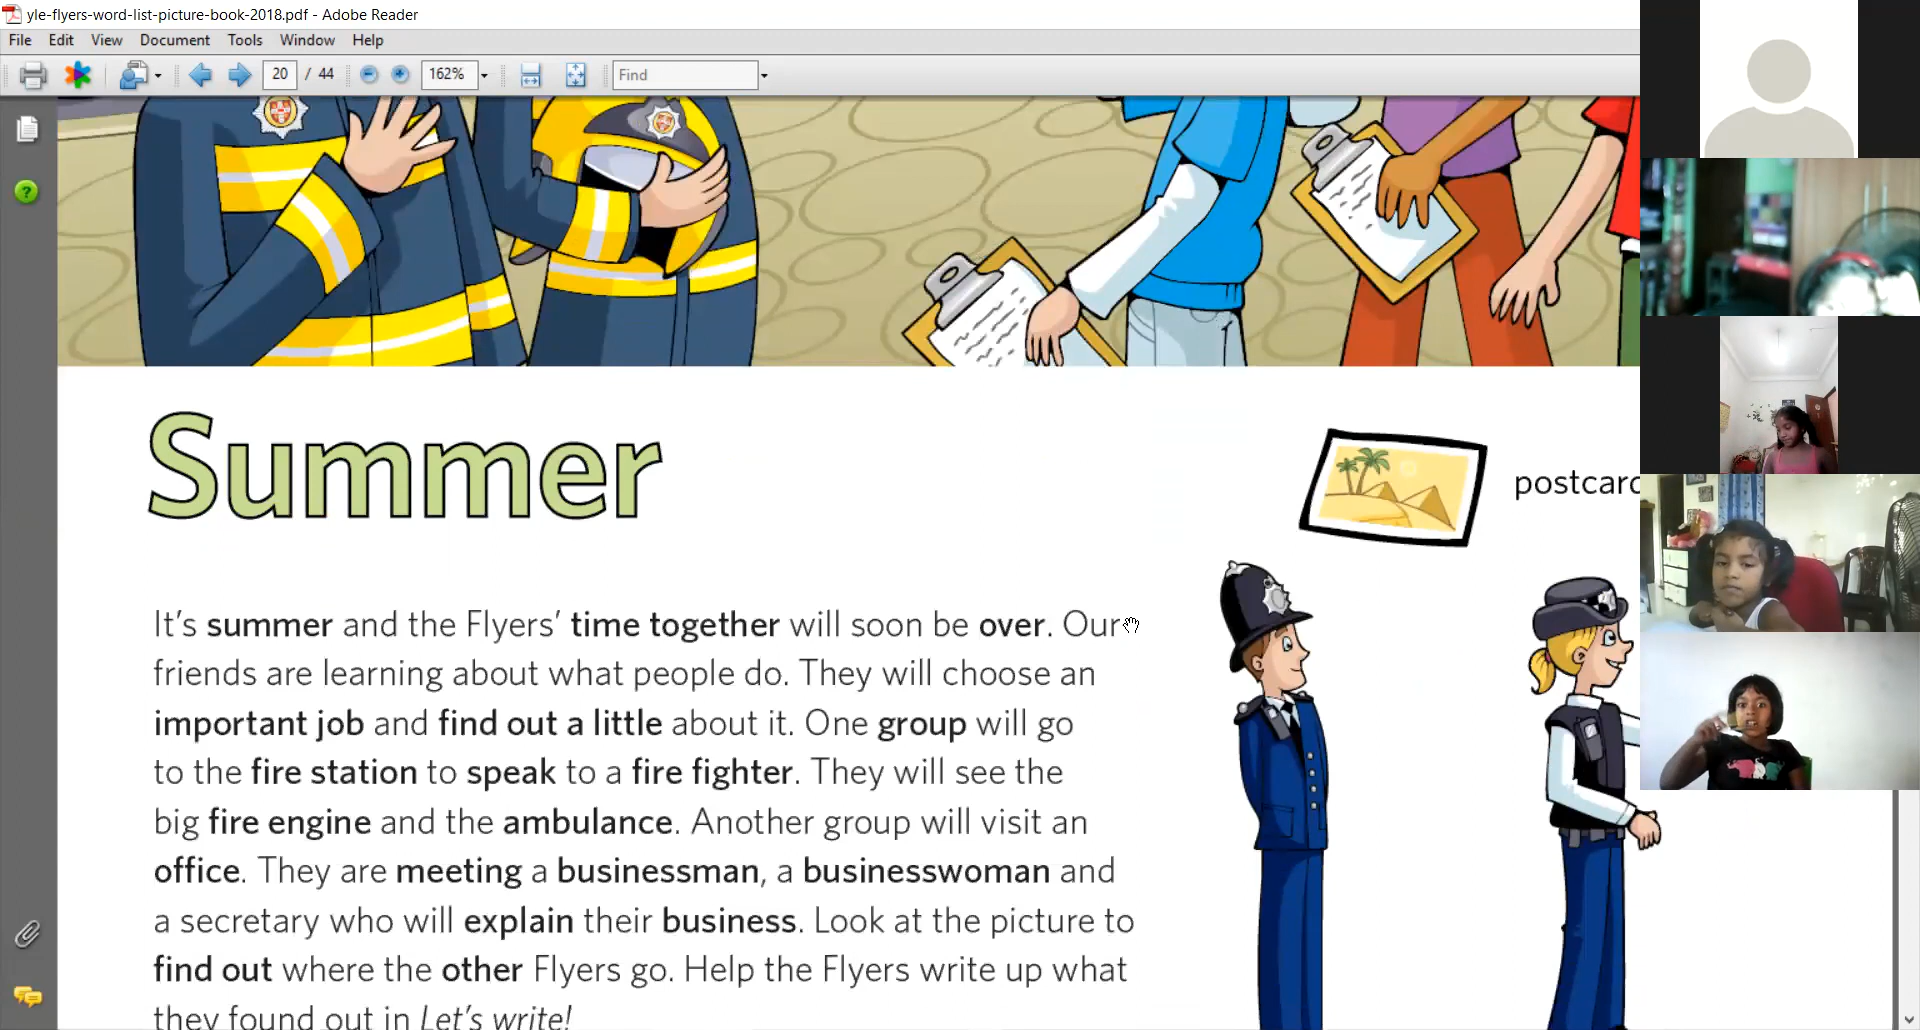 yle-flyers-word-list-picture-book-2018.pdf - Adobe Reader
File Edit View Document Tools Window Help
20 / 44 162% Find
Summer
postcard
It's summer and the Flyers' time together will soon be over. Our
friends are learning about what people do. They will choose an
important job and find out a little about it. One group will go
to the fire station to speak to a fire fighter. They will see the
big fire engine and the ambulance. Another group will visit an
office. They are meeting a businessman, a businesswoman and
a secretary who will explain their business. Look at the picture to
find out where the other Flyers go. Help the Flyers write up what
they found out in Let's write!